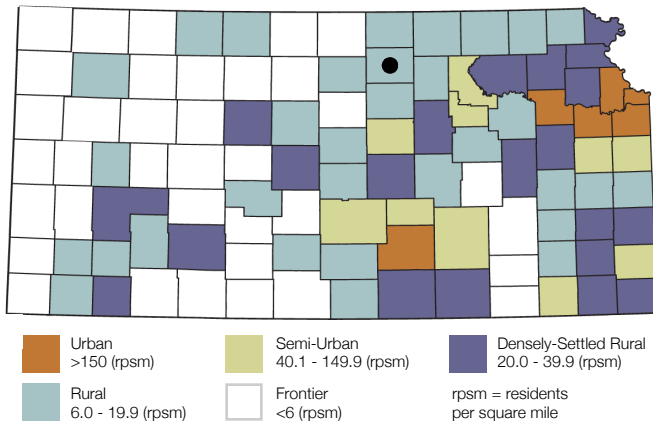 Urban
>150 (rpsm)
Semi-Urban
40.1 - 149.9 (rpsm)
Densely-Settled Rural
20.0 - 39.9 (rpsm)
Rural
6.0 - 19.9 (rpsm)
Frontier
<6 (rpsm)
rpsm = residents
per square mile